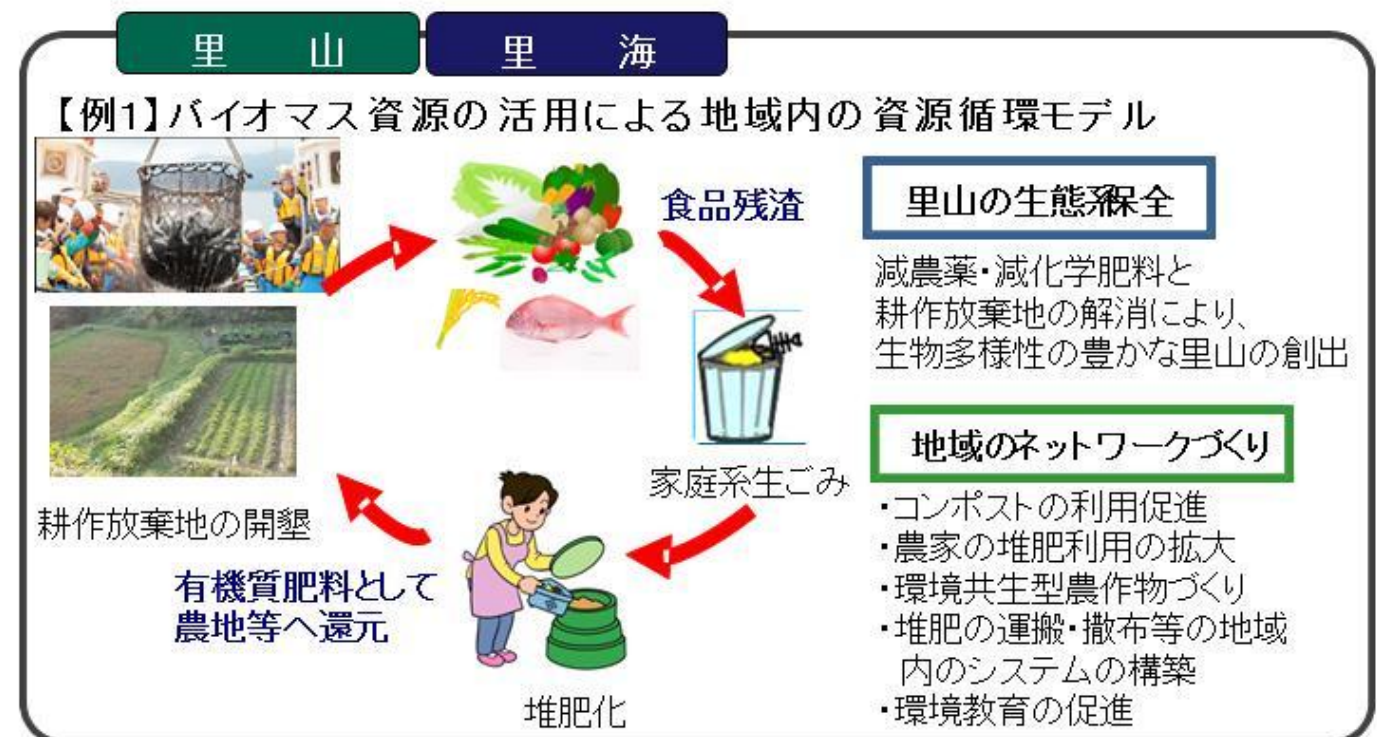 里山
里海
【例1】バイオマス資源の活用による地域内の資源循環モデル
食品残渣
家庭系生ごみ
堆肥化
有機質肥料として
農地等へ還元
耕作放棄地の開墾
里山の生態系保全
減農薬・減化学肥料と
耕作放棄地の解消により、
生物多様性の豊かな里山の創出
地域のネットワークづくり
・コンポストの利用促進
・農家の堆肥利用の拡大
・環境共生型農作物づくり
・堆肥の運搬・撒布等の地域
内のシステムの構築
・環境教育の促進